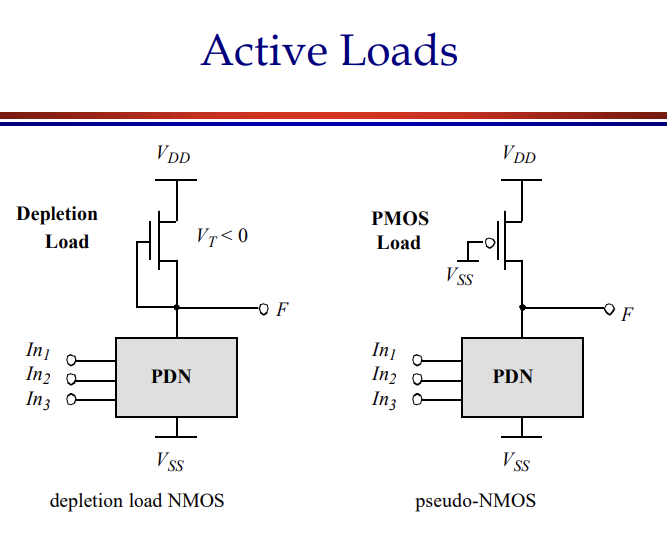 Active Loads
VDD
Depletion
Load
VT < 0
F
In1
In2
In3
PDN
VSS
depletion load NMOS
VDD
PMOS
Load
VSS
F
In1
In2
In3
PDN
VSS
pseudo-NMOS